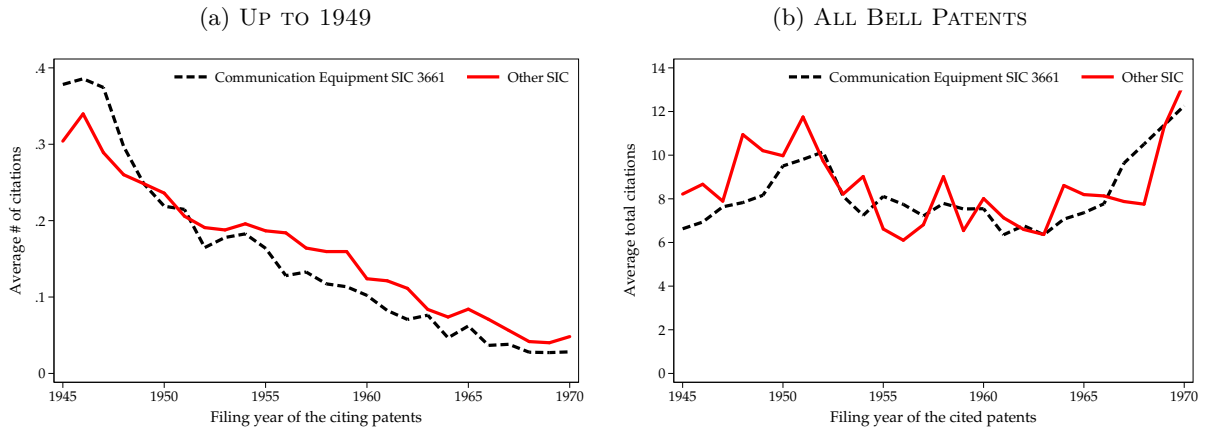 (a) Up to 1949
Average # of citations
.4
.3
.2
.1
0
Communication Equipment SIC 3661
Other SIC
1945 1950 1955 1960 1965 1970
Filing year of the citing patents
(b) All Bell Patents
Average total citations
14
12
10
8
6
4
2
0
Communication Equipment SIC 3661
Other SIC
1945 1950 1955 1960 1965 1970
Filing year of the cited patents